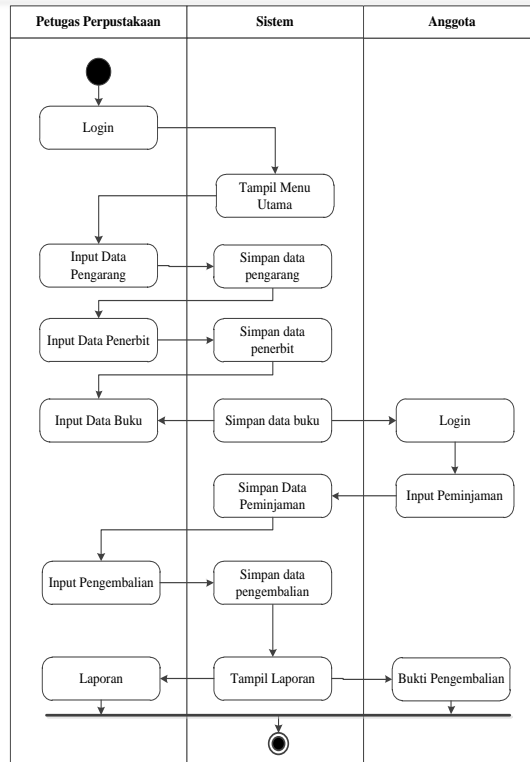 Petugas Perpustakaan
Sistem
Anggota
Login
Tampil Menu
Utama
Input Data
Pengarang
Simpan data
pengarang
Input Data Penerbit
Simpan data
penerbit
Input Data Buku
Simpan data buku
Login
Simpan Data
Peminjaman
Input Peminjaman
Input Pengembalian
Simpan data
pengembalian
Laporan
Tampil Laporan
Bukti Pengembalian